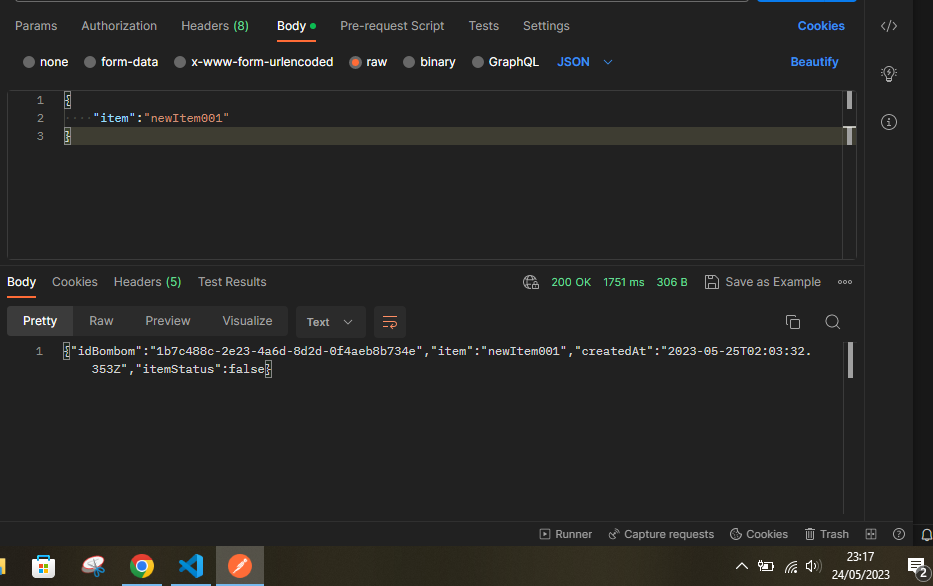 Params Authorization Headers (8) Body Pre-request Script Tests Settings Cookies
none form-data x-www-form-urlencoded raw binary GraphQL JSON Beautify
1 {
2 ····"item":"newItem001"
3 }
Body Cookies Headers (5) Test Results 200 OK 1751 ms 306 B Save as Example
Pretty Raw Preview Visualize Text
1 {"idBombom":"1b7c488c-2e23-4a6d-8d2d-0f4aeb8b734e","item":"newItem001","createdAt":"2023-05-25T02:03:32.
353Z","itemStatus":false}
Runner Capture requests Cookies Trash
23:17
24/05/2023
2